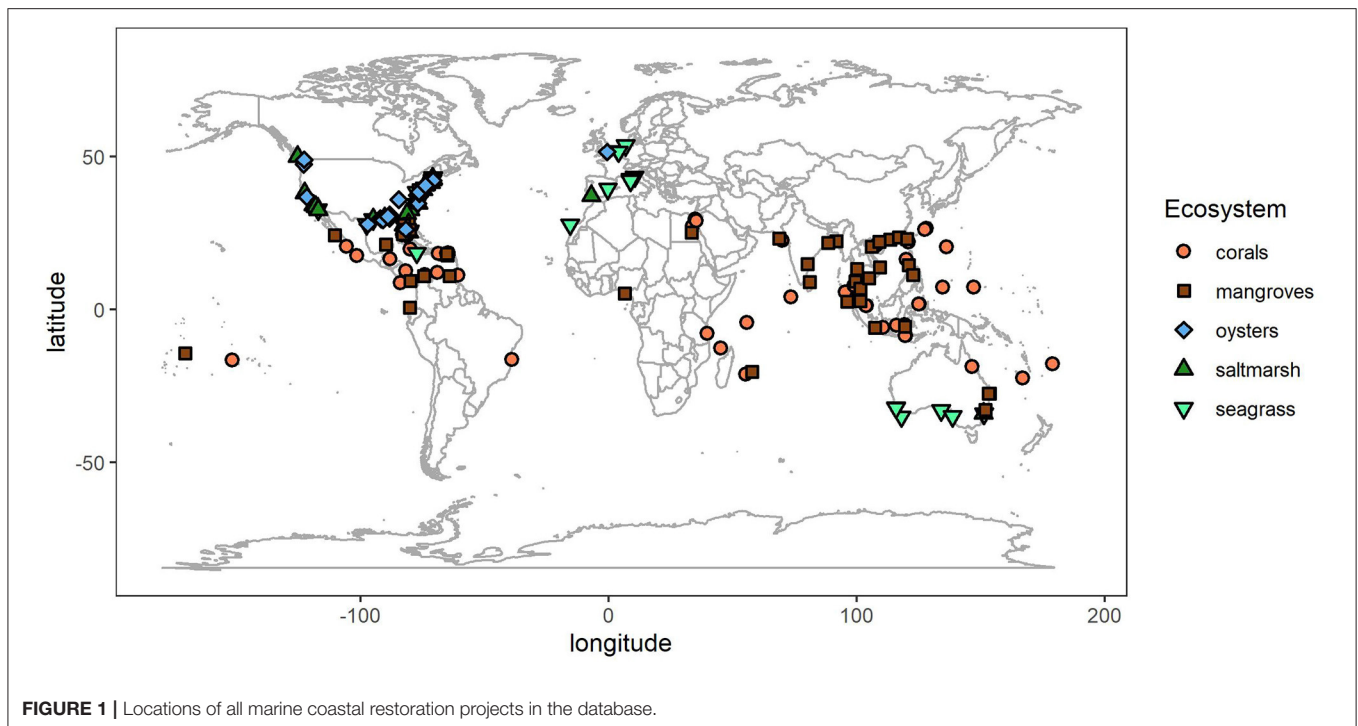 50
0
-50
latitude
-100
0
100
200
longitude
Ecosystem
corals
mangroves
oysters
saltmarsh
seagrass
FIGURE 1 | Locations of all marine coastal restoration projects in the database.